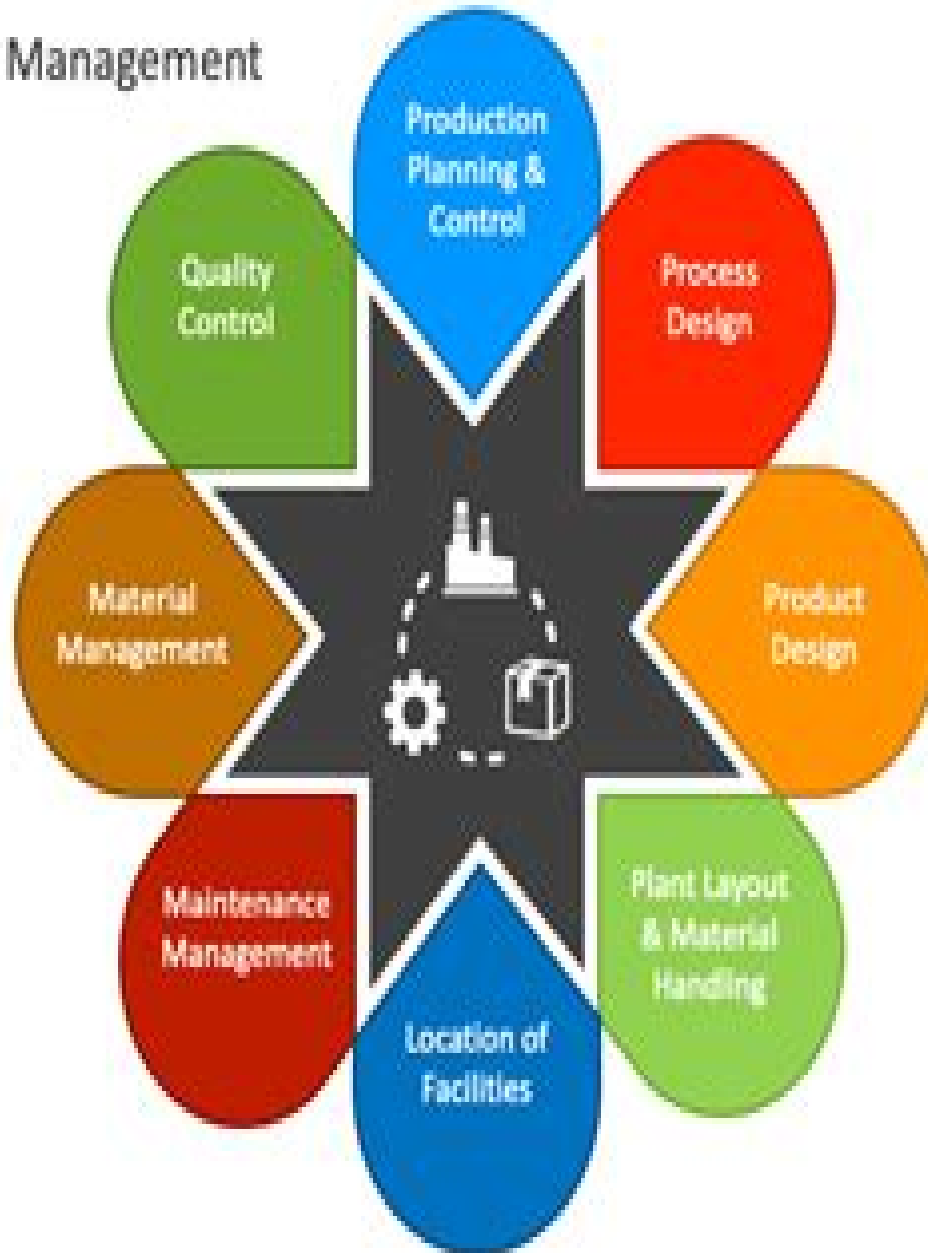 Management
Production
Planning &
Control
Process
Design
Product
Design
Plant Layout
& Material
Handling
Location of
Facilities
Maintenance
Management
Material
Management
Quality
Control